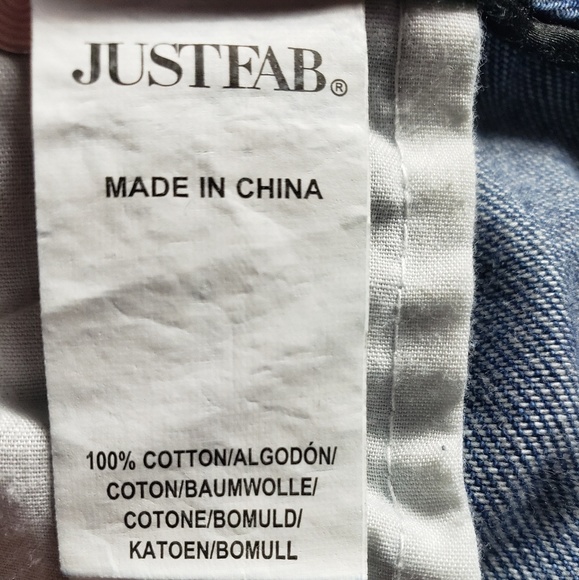 JUSTFAB®
MADE IN CHINA
100% COTTON/ALGODÓN/
COTON/BAUMWOLLE/
COTONE/BOMULD/
KATOEN/BOMULL